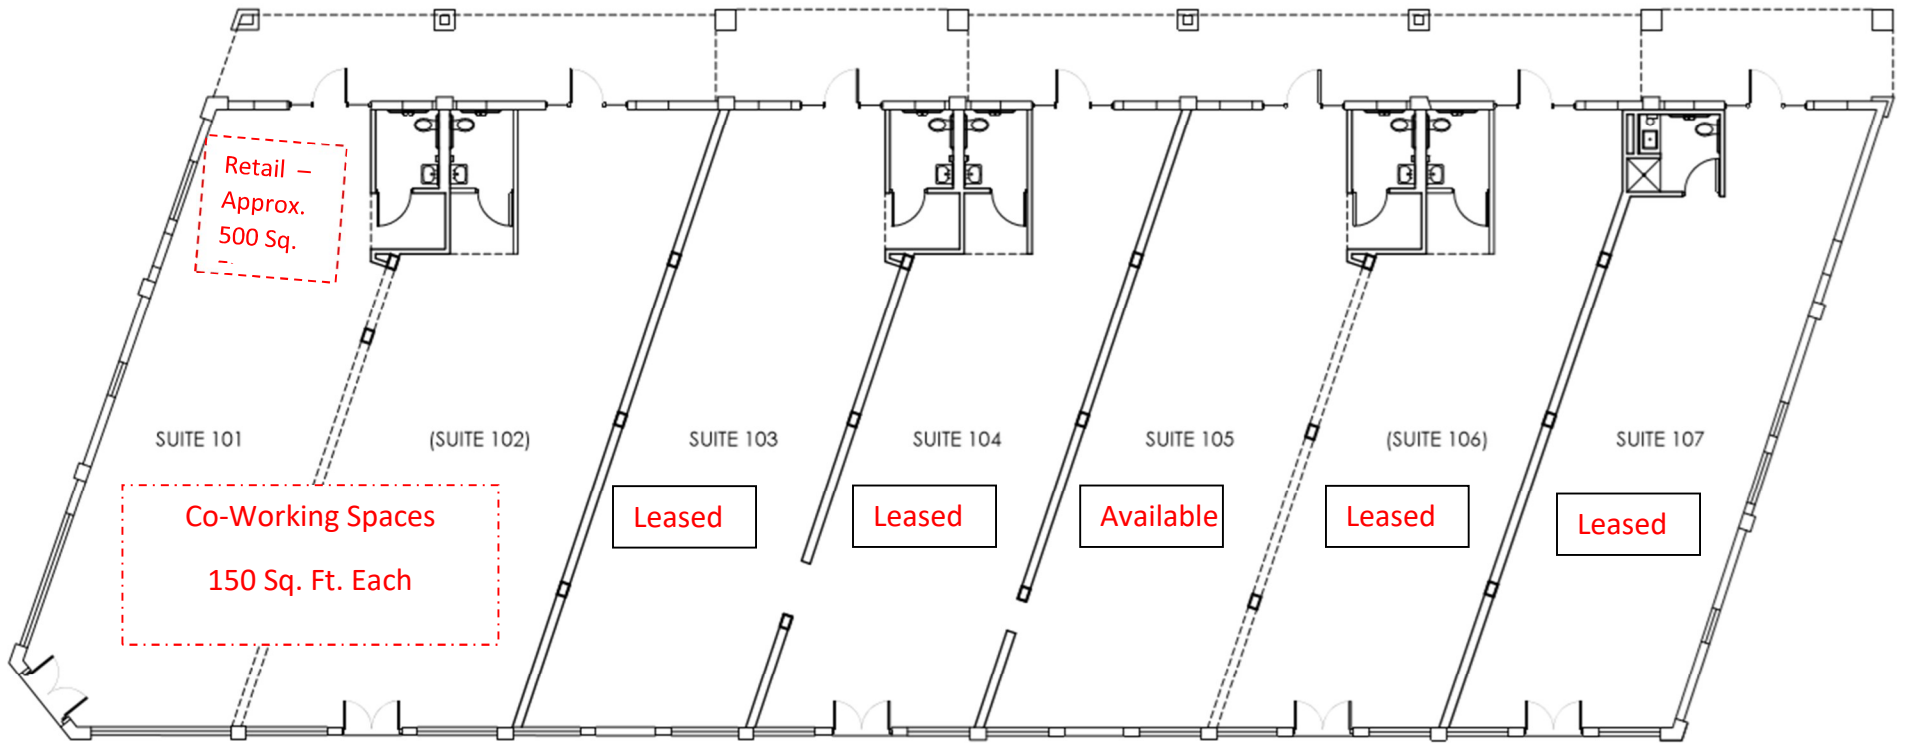 Retail –
Approx.
500 Sq.
SUITE 101
(SUITE 102)
SUITE 103
SUITE 104
SUITE 105
(SUITE 106)
SUITE 107
Co-Working Spaces
150 Sq. Ft. Each
Leased
Leased
Available
Leased
Leased